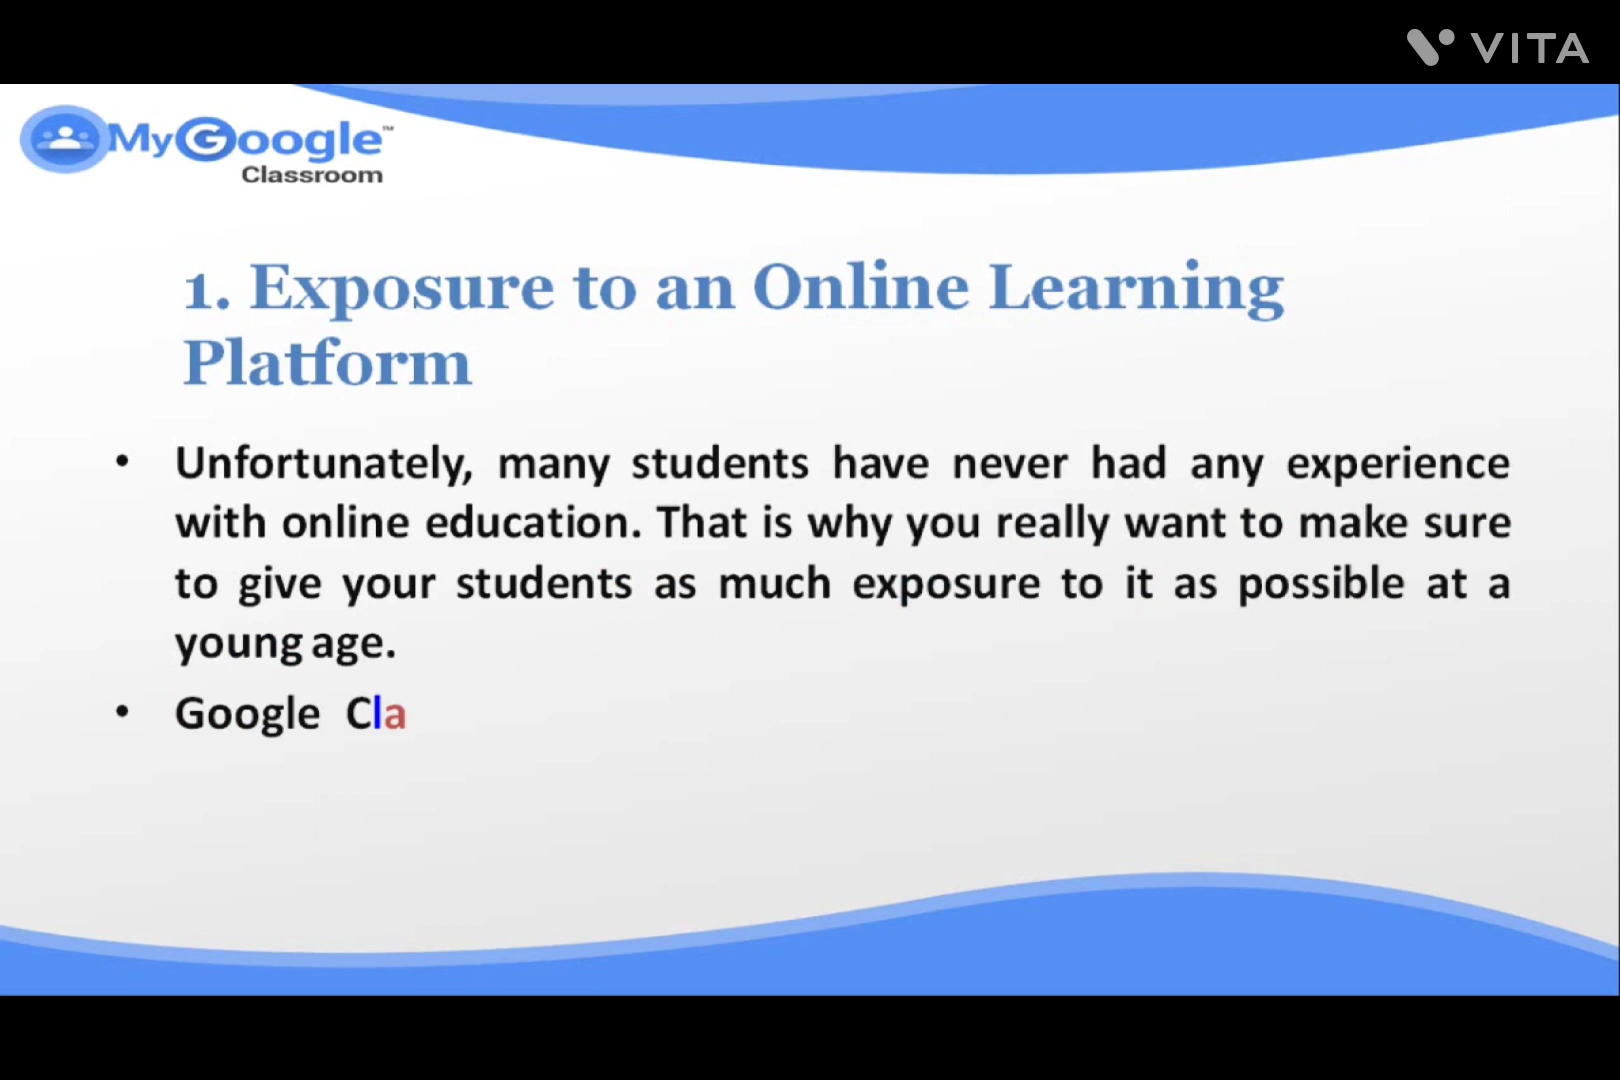 VITA
MyGoogle™
Classroom
1. Exposure to an Online Learning
Platform
• Unfortunately, many students have never had any experience
with online education. That is why you really want to make sure
to give your students as much exposure to it as possible at a
young age.
• Google Cla